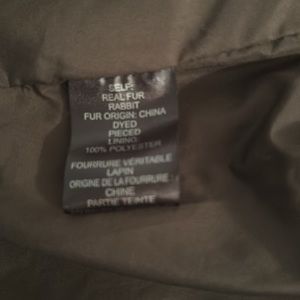 SELF:
REAL FUR
RABBIT
FUR ORIGIN: CHINA
DYED
PIECED
LINING:
100% POLYESTER
FOURRURE VÉRITABLE
LAPIN
ORIGINE DE LA FOURRURE:
CHINE
PARTIE TEINTE